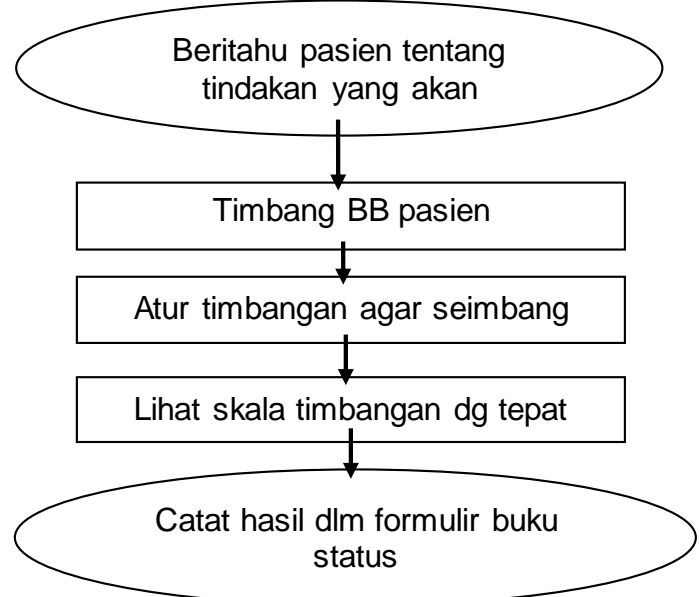 Beritahu pasien tentang
tindakan yang akan
Timbang BB pasien
Atur timbangan agar seimbang
Lihat skala timbangan dg tepat
Catat hasil dlm formulir buku
status